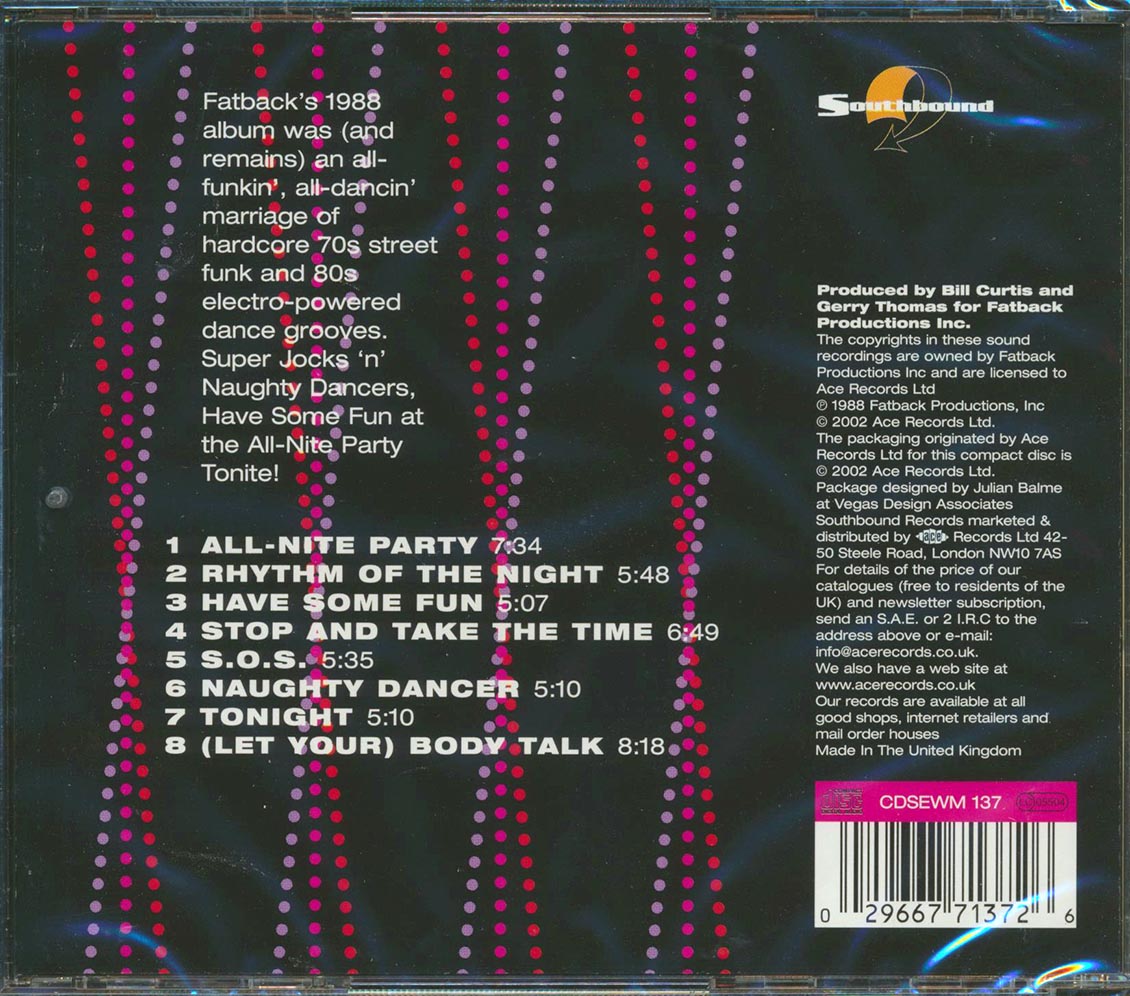 Fatback's 1988
album was (and
remains) an all-
funkin', all-dancin'
marriage of
hardcore 70s street
funk and 80s
electro-powered
dance grooves.
Super Jocks 'n'
Naughty Dancers,
Have Some Fun at
the All-Nite Party
Tonite!
1 ALL-NITE PARTY 7:34
2 RHYTHM OF THE NIGHT 5:48
3 HAVE SOME FUN 5:07
4 STOP AND TAKE THE TIME 6:49
5 S.O.S. 5:35
6 NAUGHTY DANCER 5:10
7 TONIGHT 5:10
8 (LET YOUR) BODY TALK 8:18
Southbound
Produced by Bill Curtis and
Gerry Thomas for Fatback
Productions Inc.
The copyrights in these sound
recordings are owned by Fatback
Productions Inc and are licensed to
Ace Records Ltd
℗ 1988 Fatback Productions, Inc
© 2002 Ace Records Ltd.
The packaging originated by Ace
Records Ltd for this compact disc is
© 2002 Ace Records Ltd.
Package designed by Julian Balme
at Vegas Design Associates
Southbound Records marketed &
distributed by ace Records Ltd 42-
50 Steele Road, London NW10 7AS
For details of the price of our
catalogues (free to residents of the
UK) and newsletter subscription,
send an S.A.E. or 2 I.R.C to the
address above or e-mail:
info@acerecords.co.uk.
We also have a web site at
www.acerecords.co.uk
Our records are available at all
good shops, internet retailers and
mail order houses
Made In The United Kingdom
COMPACT
disc
CDSEWM 137
LC 05504
0 29667 71372 6